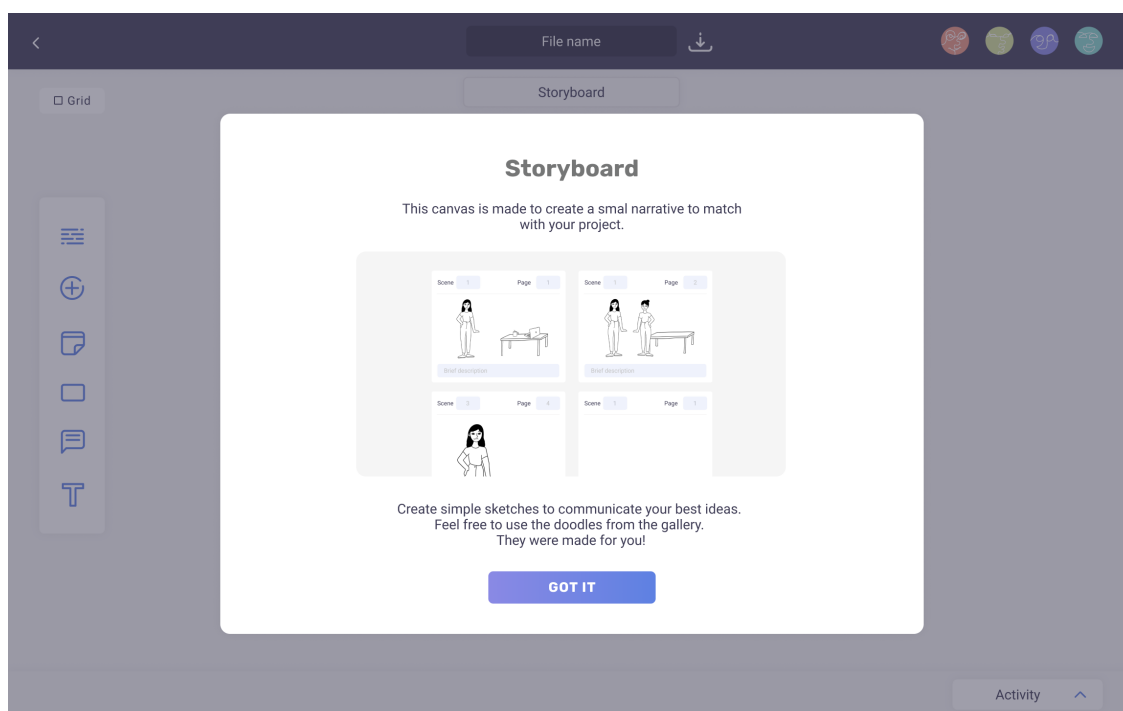 File name
Storyboard
Grid
Storyboard
This canvas is made to create a smal narrative to match
with your project.
Scene 1 Page 1
Scene 1 Page 2
Brief description
Brief description
Scene 3 Page 4
Scene 1 Page 1
Create simple sketches to communicate your best ideas.
Feel free to use the doodles from the gallery.
They were made for you!
GOT IT
Activity